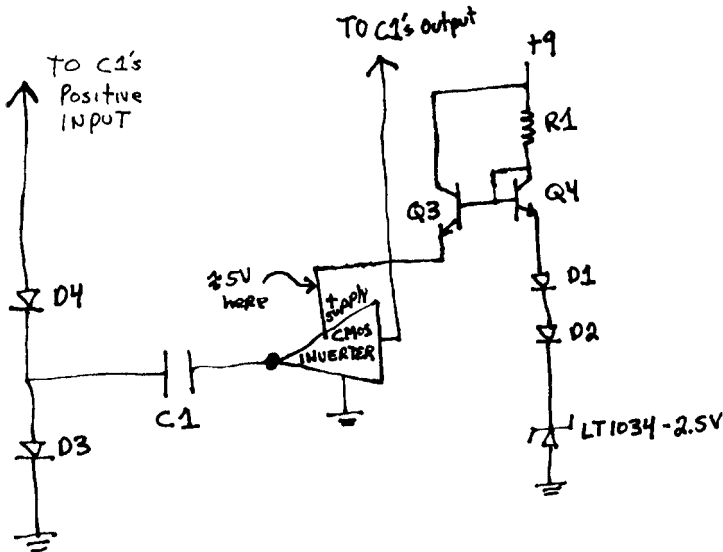 TO C1's output
+9
TO C1's
Positive
INPUT
R1
Q3
Q4
≈5V
here
D4
D1
+
supply
CMOS
INVERTER
D2
C1
D3
LT1034-2.5V